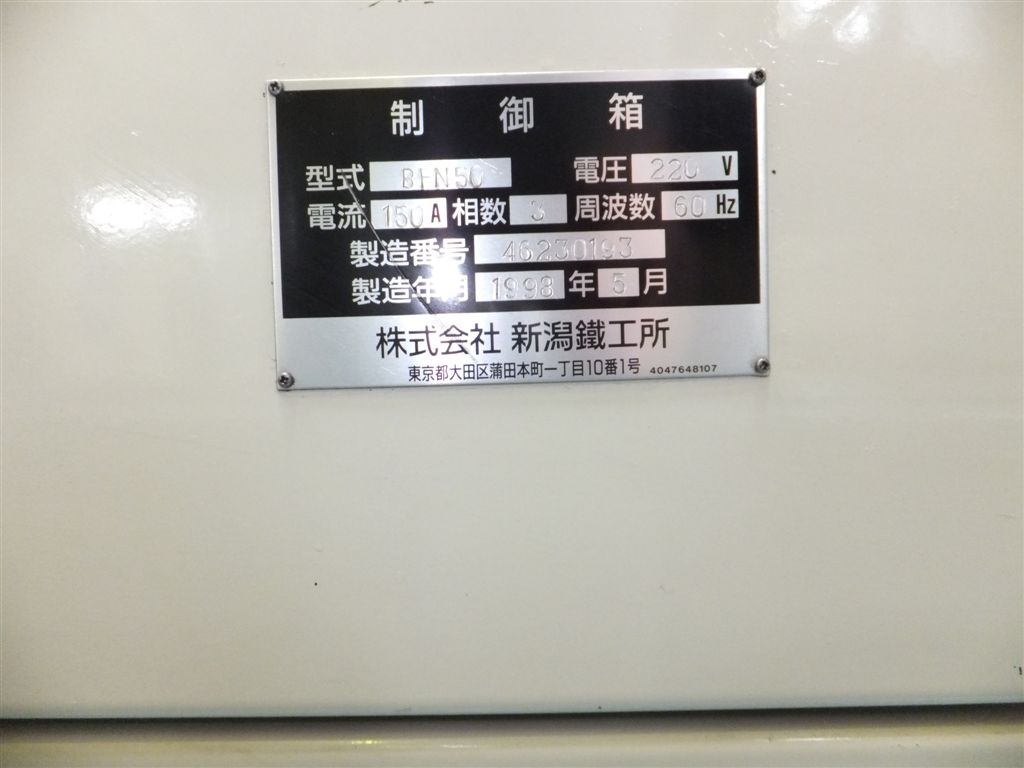 制御箱
型式 BHN50 電圧 220 V
電流 150 A 相数 3 周波数 60 Hz
製造番号 46230193
製造年月 1998 年 5 月
株式会社 新潟鐵工所
東京都大田区蒲田本町一丁目10番1号 4047648107